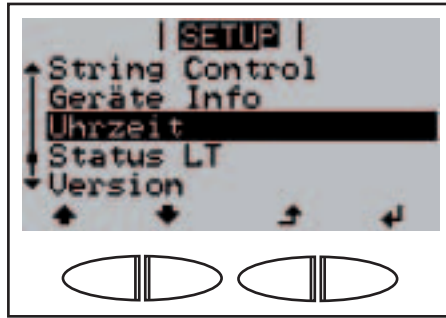 SETUP
String Control
Geräte Info
Uhrzeit
Status LT
Version